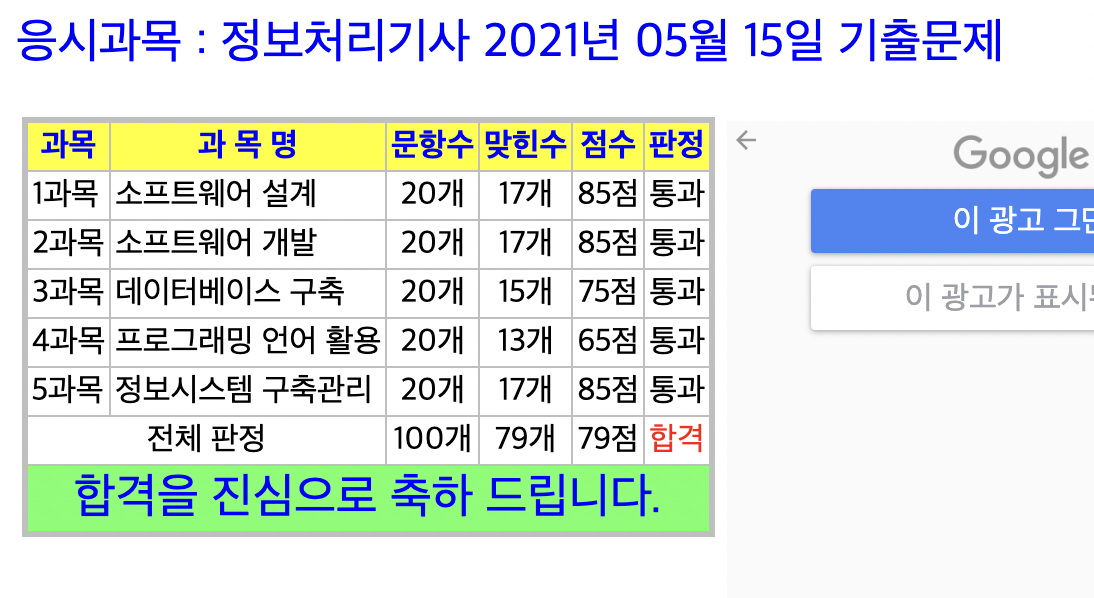 응시과목 : 정보처리기사 2021년 05월 15일 기출문제
과목 과 목 명 문항수 맞힌수 점수 판정
1과목 소프트웨어 설계 20개 17개 85점 통과
2과목 소프트웨어 개발 20개 17개 85점 통과
3과목 데이터베이스 구축 20개 15개 75점 통과
4과목 프로그래밍 언어 활용 20개 13개 65점 통과
5과목 정보시스템 구축관리 20개 17개 85점 통과
전체 판정 100개 79개 79점 합격
합격을 진심으로 축하 드립니다.
Google
이 광고
이 광고가